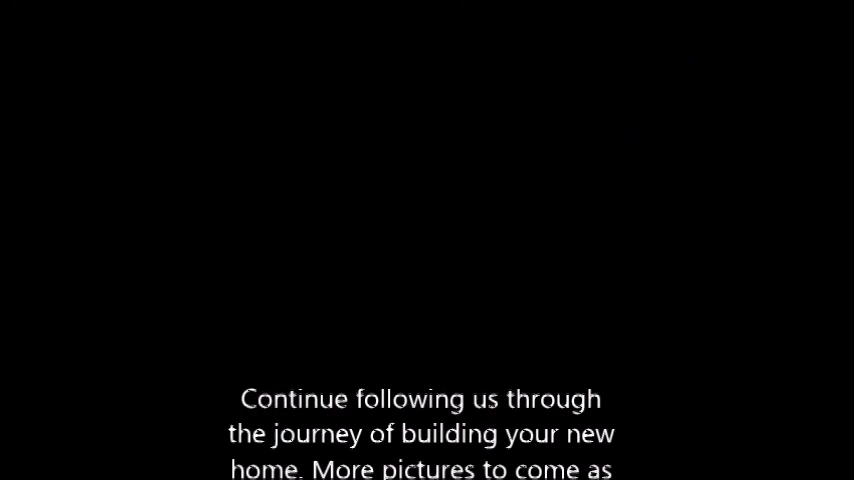 Continue following us through
the journey of building your new
home. More pictures to come as